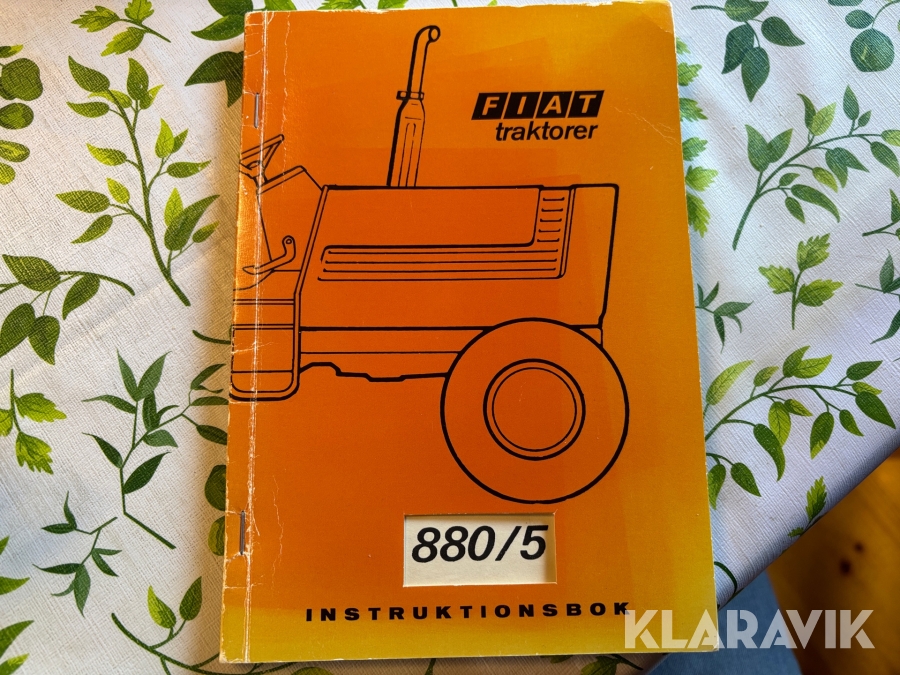 FIAT
traktorer
880/5
INSTRUKTIONSBOK
KLARAVIK